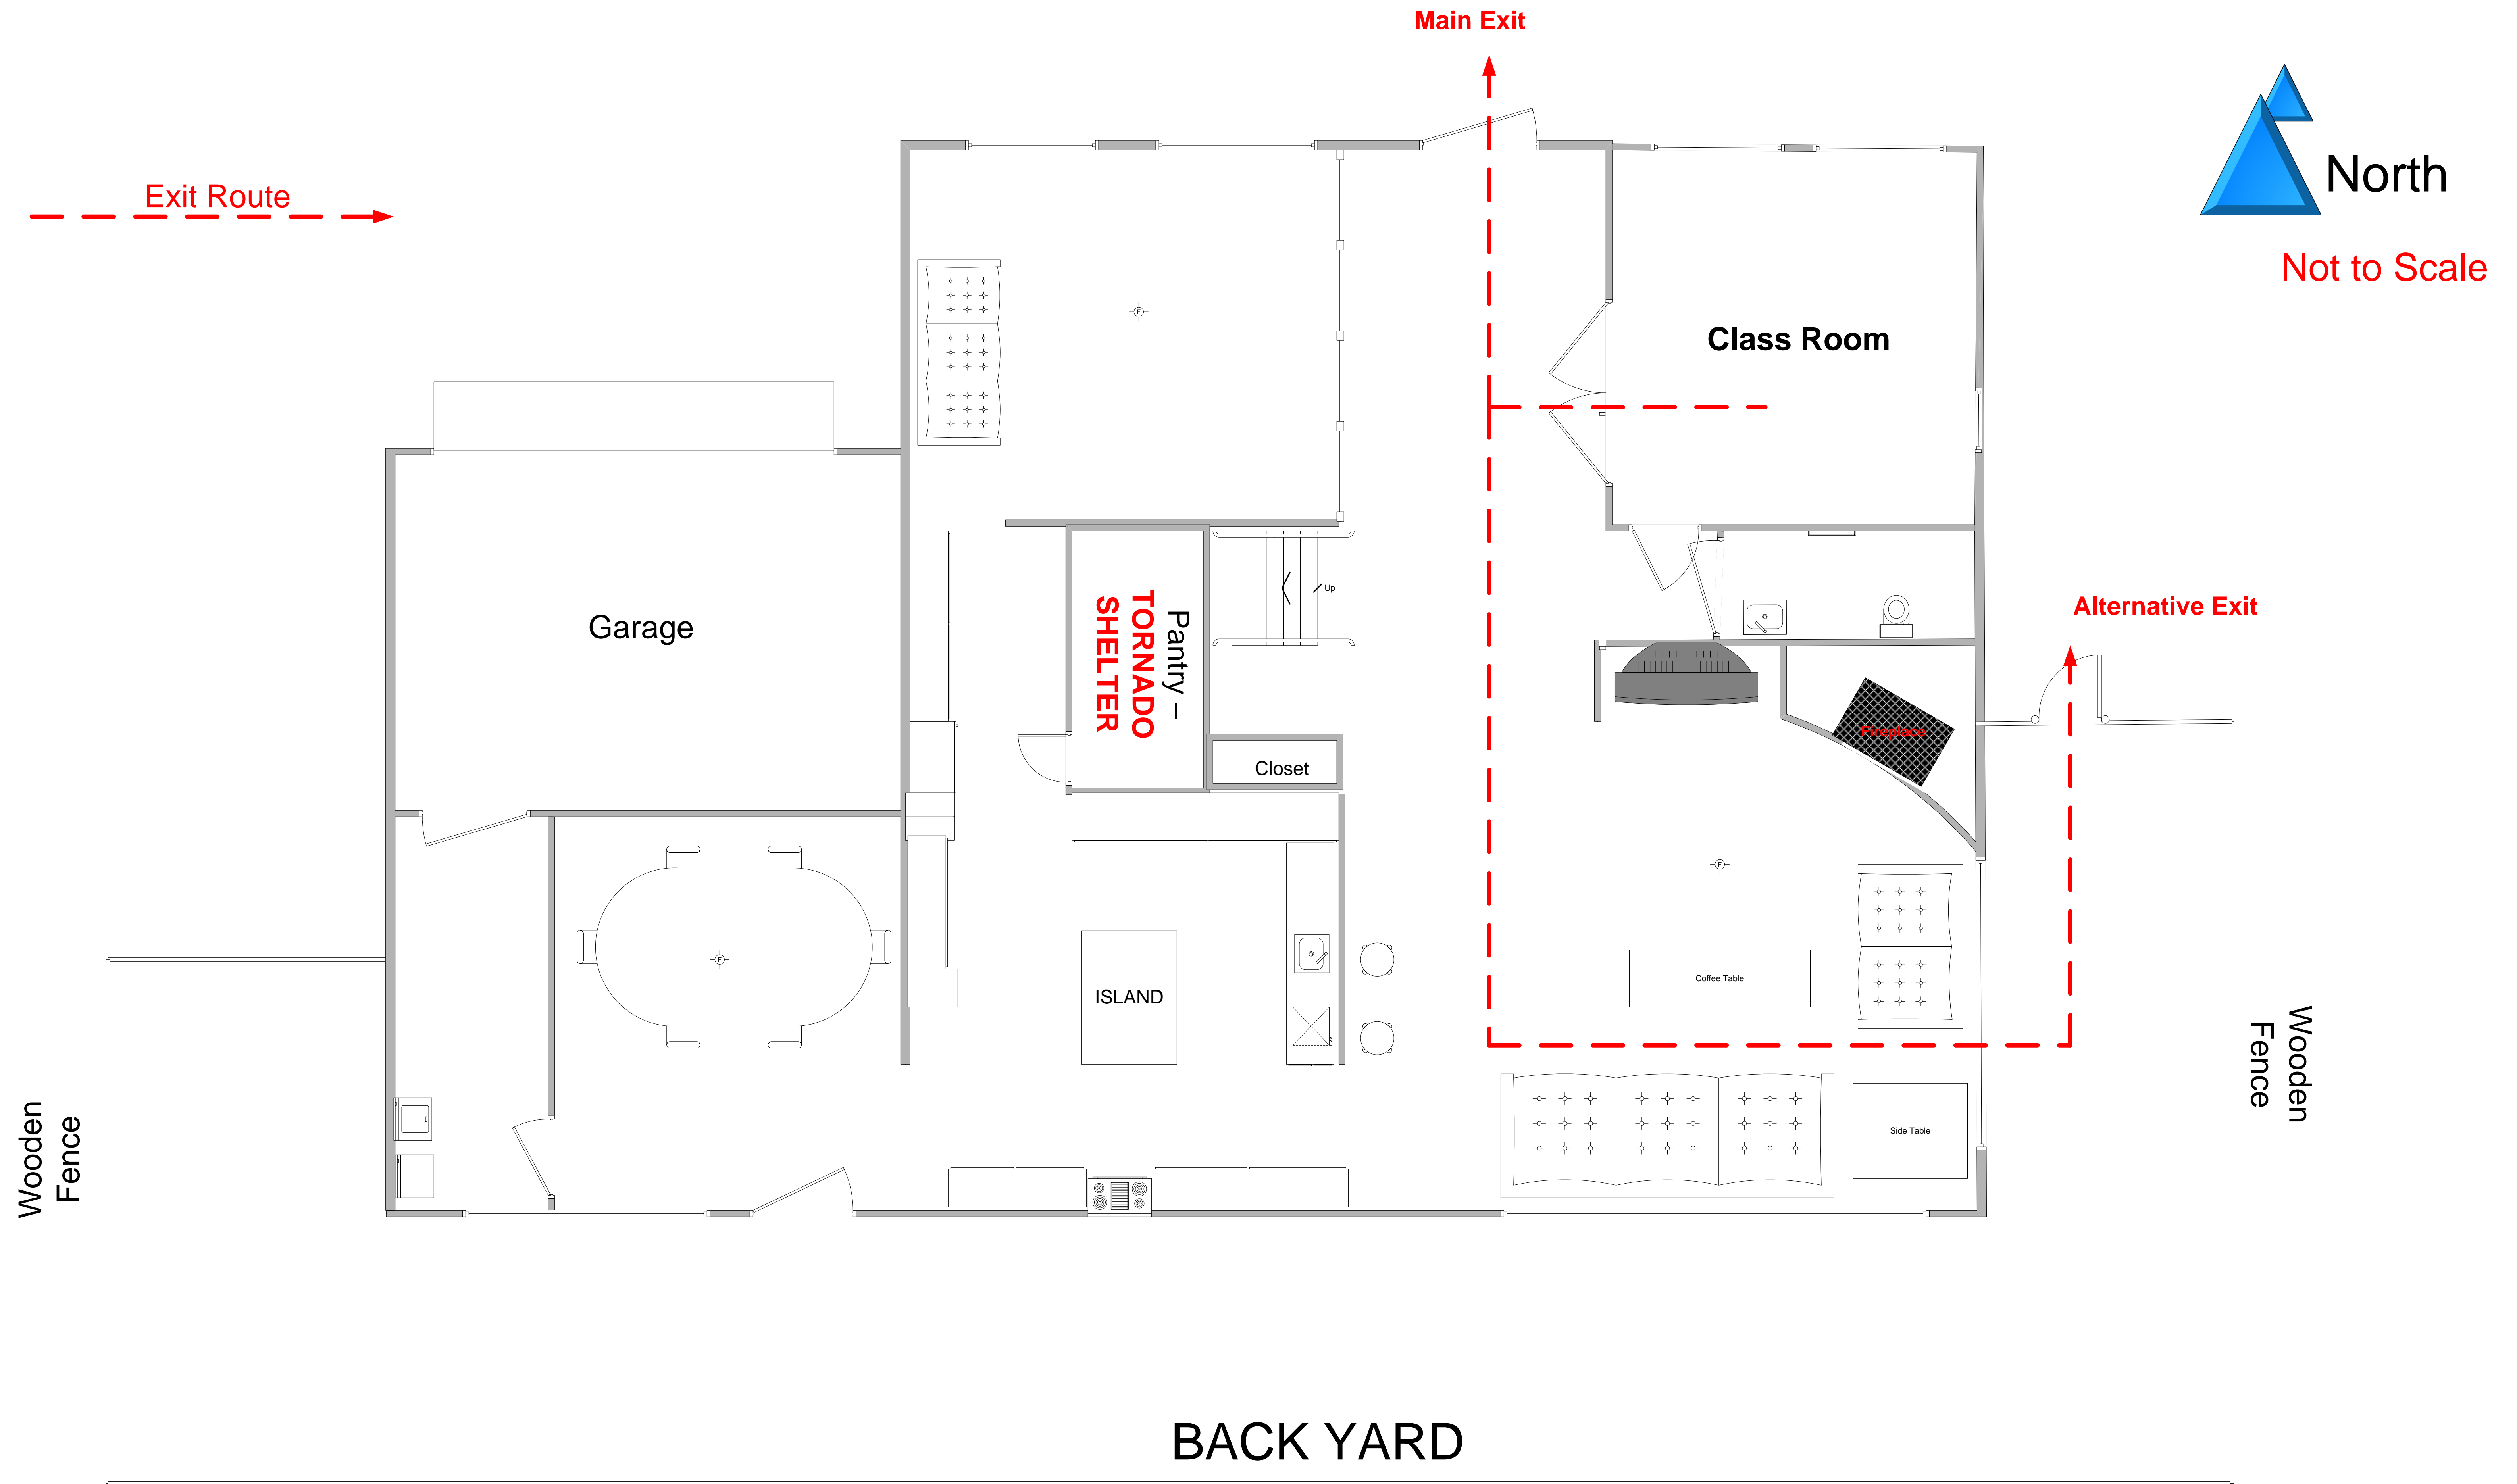 Main Exit
Exit Route
North
Not to Scale
F
Class Room
Up
Garage
Pantry –
TORNADO
SHELTER
Alternative Exit
Fireplace
Closet
F
F
Coffee Table
ISLAND
Wooden
Fence
Wooden
Fence
Side Table
BACK YARD